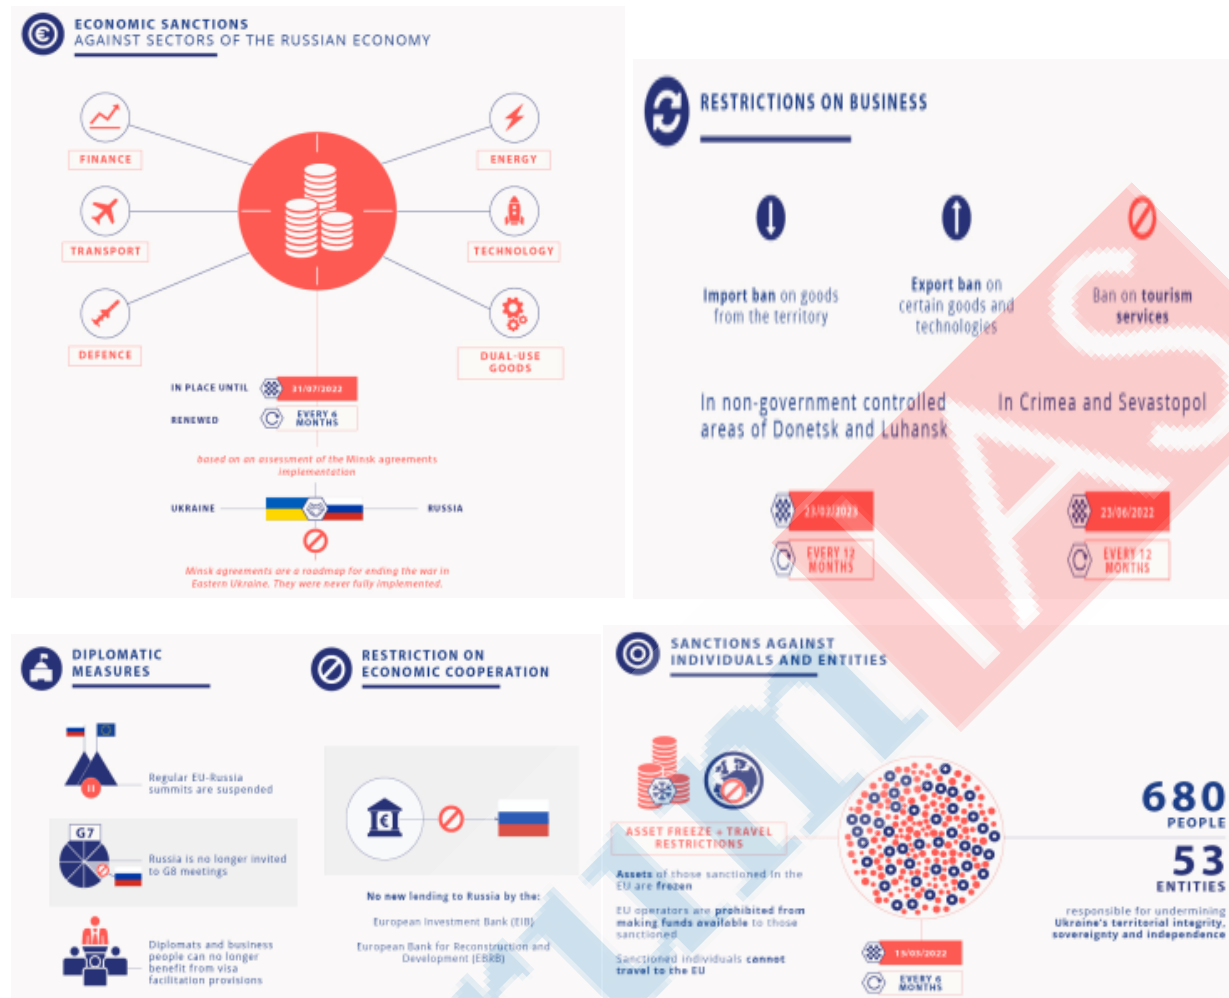 ECONOMIC SANCTIONS
AGAINST SECTORS OF THE RUSSIAN ECONOMY
FINANCE
ENERGY
TRANSPORT
TECHNOLOGY
DEFENCE
DUAL-USE
GOODS
IN PLACE UNTIL
31/07/2022
RENEWED
EVERY 6
MONTHS
based on an assessment of the Minsk agreements
implementation
UKRAINE
RUSSIA
Minsk agreements are a roadmap for ending the war in
Eastern Ukraine. They were never fully implemented.
RESTRICTIONS ON BUSINESS
Import ban on goods
from the territory
Export ban on
certain goods and
technologies
Ban on tourism
services
In non-government controlled
areas of Donetsk and Luhansk
In Crimea and Sevastopol
23/02/2023
EVERY 12
MONTHS
23/06/2022
EVERY 12
MONTHS
DIPLOMATIC
MEASURES
Regular EU-Russia
summits are suspended
G7
Russia is no longer invited
to G8 meetings
Diplomats and business
people can no longer
benefit from visa
facilitation provisions
RESTRICTION ON
ECONOMIC COOPERATION
No new lending to Russia by the:
European Investment Bank (EIB)
European Bank for Reconstruction and
Development (EBRB)
SANCTIONS AGAINST
INDIVIDUALS AND ENTITIES
ASSET FREEZE + TRAVEL
RESTRICTIONS
Assets of those sanctioned in the
EU are frozen
EU operators are prohibited from
making funds available to those
sanctioned
Sanctioned individuals cannot
travel to the EU
680
PEOPLE
53
ENTITIES
responsible for undermining
Ukraine's territorial integrity,
sovereignty and independence
15/03/2022
EVERY 6
MONTHS
IAS